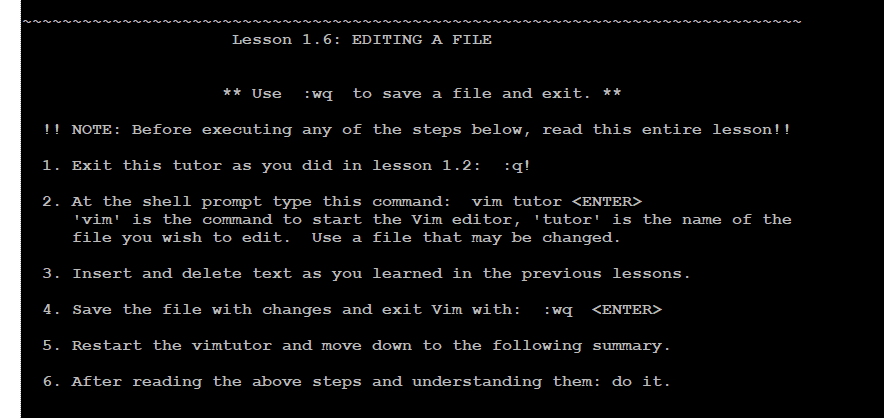 ~~~~~~~~~~~~~~~~~~~~~~~~~~~~~~~~~~~~~~~~~~~~~~~~~~~~~~~~~~~~~~~~~~~~~~~~~~~~~~
Lesson 1.6: EDITING A FILE
** Use  :wq  to save a file and exit. **
!! NOTE: Before executing any of the steps below, read this entire lesson!!
1. Exit this tutor as you did in lesson 1.2:  :q!
2. At the shell prompt type this command:  vim tutor <ENTER>
'vim' is the command to start the Vim editor, 'tutor' is the name of the
file you wish to edit.  Use a file that may be changed.
3. Insert and delete text as you learned in the previous lessons.
4. Save the file with changes and exit Vim with:  :wq  <ENTER>
5. Restart the vimtutor and move down to the following summary.
6. After reading the above steps and understanding them: do it.